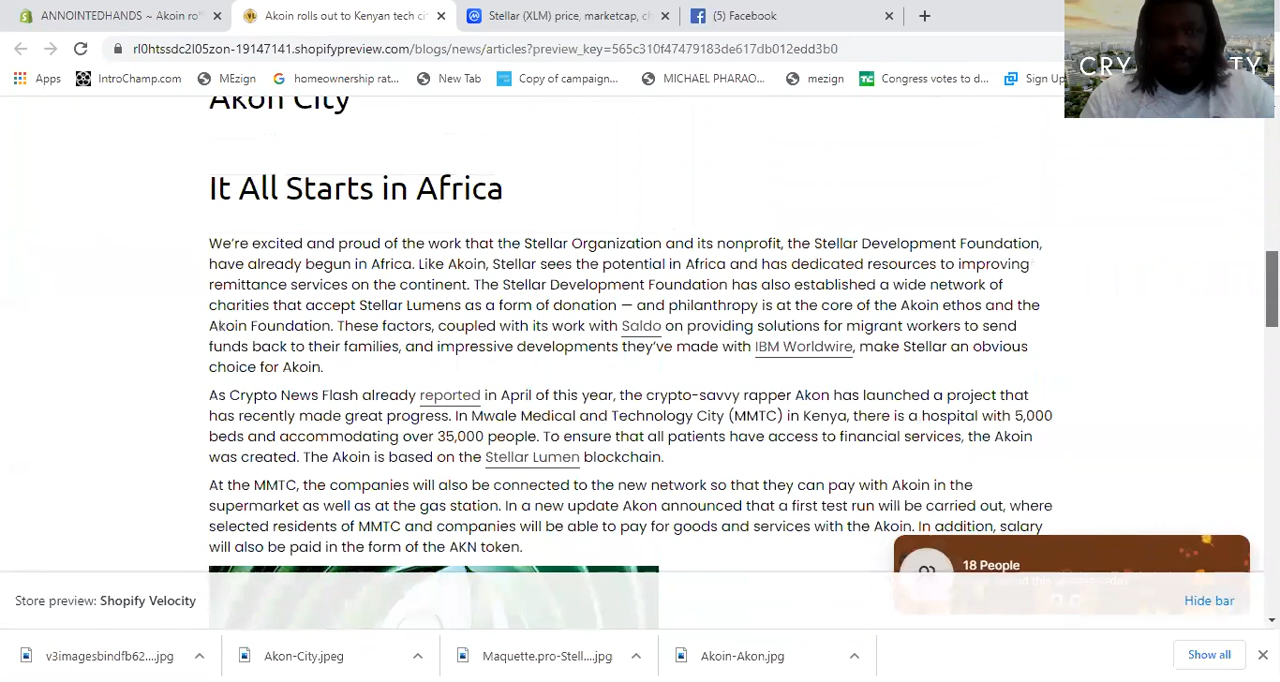 ANNOINTEDHANDS ~ Akoin ro
Akoin rolls out to Kenyan tech ci
Stellar (XLM) price, marketcap, ch
(5) Facebook
rl0htssdc2l05zon-19147141.shopifypreview.com/blogs/news/articles?preview_key=565c310f47479183de617db012edd3b0
Apps
IntroChamp.com
MEzign
homeownership rat...
New Tab
Copy of campaign...
MICHAEL PHARAO...
mezign
Congress votes to d...
Sign Up
CRY
TY
Akon City
It All Starts in Africa
We're excited and proud of the work that the Stellar Organization and its nonprofit, the Stellar Development Foundation,
have already begun in Africa. Like Akoin, Stellar sees the potential in Africa and has dedicated resources to improving
remittance services on the continent. The Stellar Development Foundation has also established a wide network of
charities that accept Stellar Lumens as a form of donation — and philanthropy is at the core of the Akoin ethos and the
Akoin Foundation. These factors, coupled with its work with Saldo on providing solutions for migrant workers to send
funds back to their families, and impressive developments they've made with IBM Worldwire, make Stellar an obvious
choice for Akoin.
As Crypto News Flash already reported in April of this year, the crypto-savvy rapper Akon has launched a project that
has recently made great progress. In Mwale Medical and Technology City (MMTC) in Kenya, there is a hospital with 5,000
beds and accommodating over 35,000 people. To ensure that all patients have access to financial services, the Akoin
was created. The Akoin is based on the Stellar Lumen blockchain.
At the MMTC, the companies will also be connected to the new network so that they can pay with Akoin in the
supermarket as well as at the gas station. In a new update Akon announced that a first test run will be carried out, where
selected residents of MMTC and companies will be able to pay for goods and services with the Akoin. In addition, salary
will also be paid in the form of the AKN token.
18 People
Store preview: Shopify Velocity
Hide bar
v3imagesbindfb62....jpg
Akon-City.jpeg
Maquette.pro-Stell....jpg
Akoin-Akon.jpg
Show all